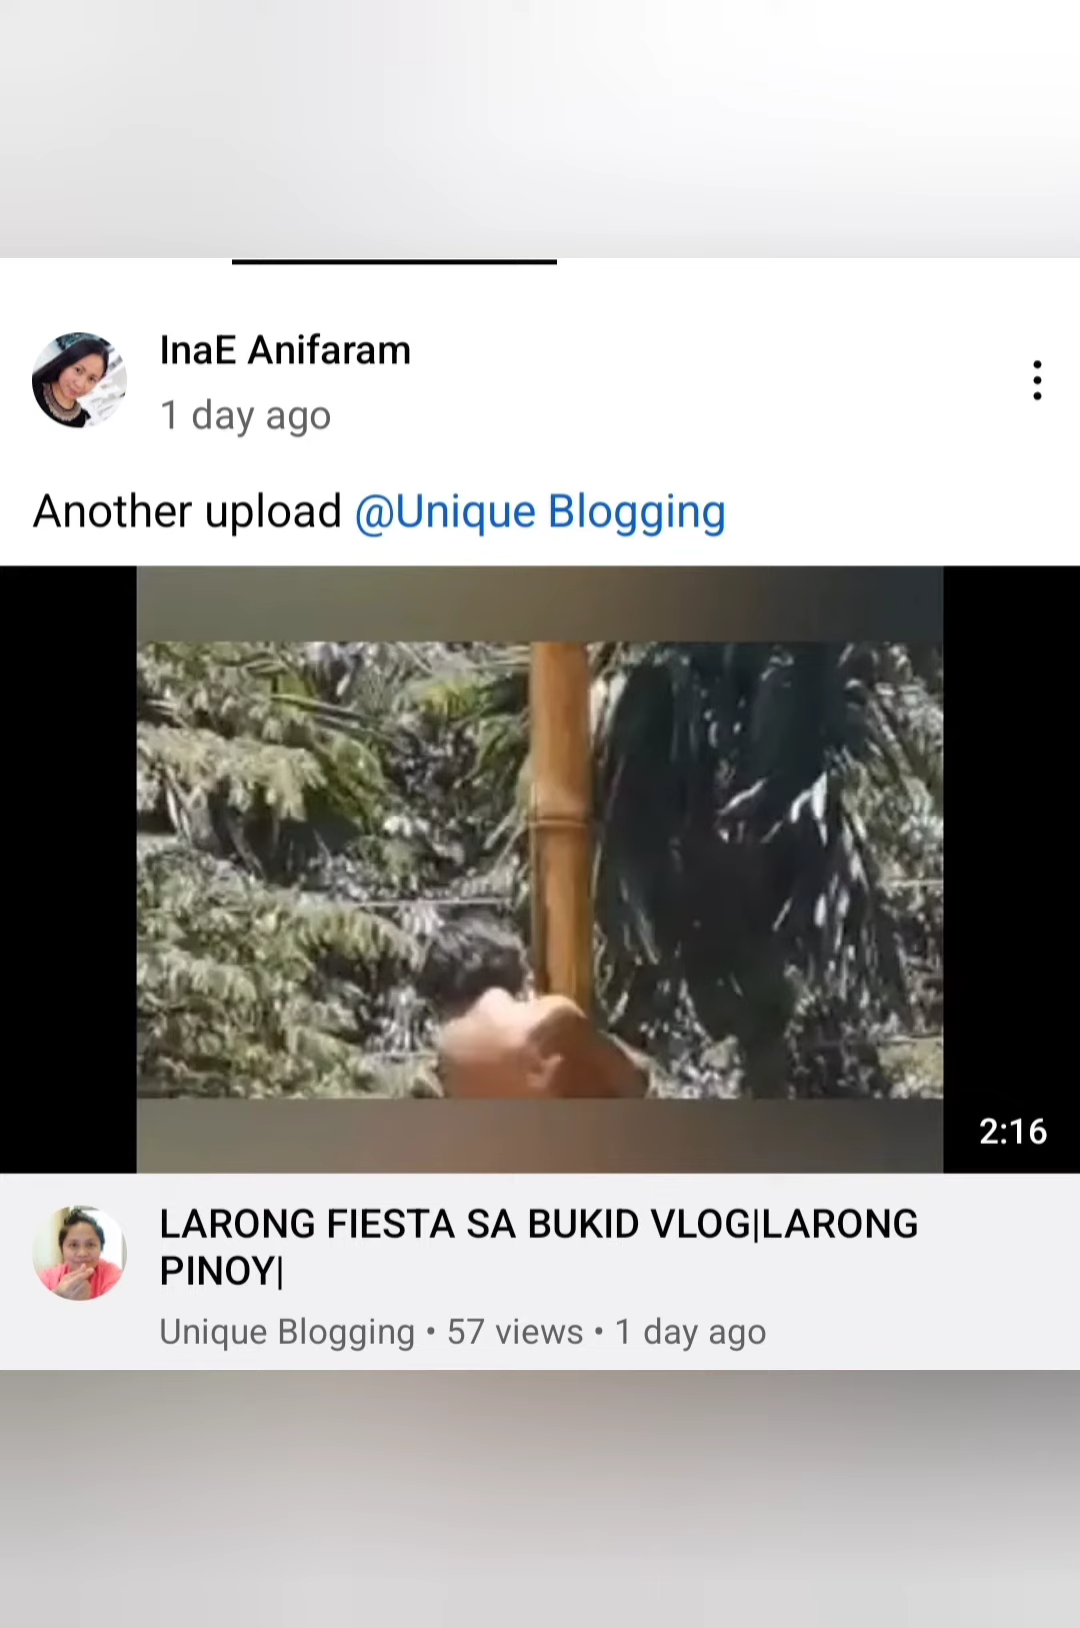 InaE Anifaram
1 day ago
Another upload @Unique Blogging
2:16
LARONG FIESTA SA BUKID VLOG|LARONG
PINOY|
Unique Blogging • 57 views • 1 day ago